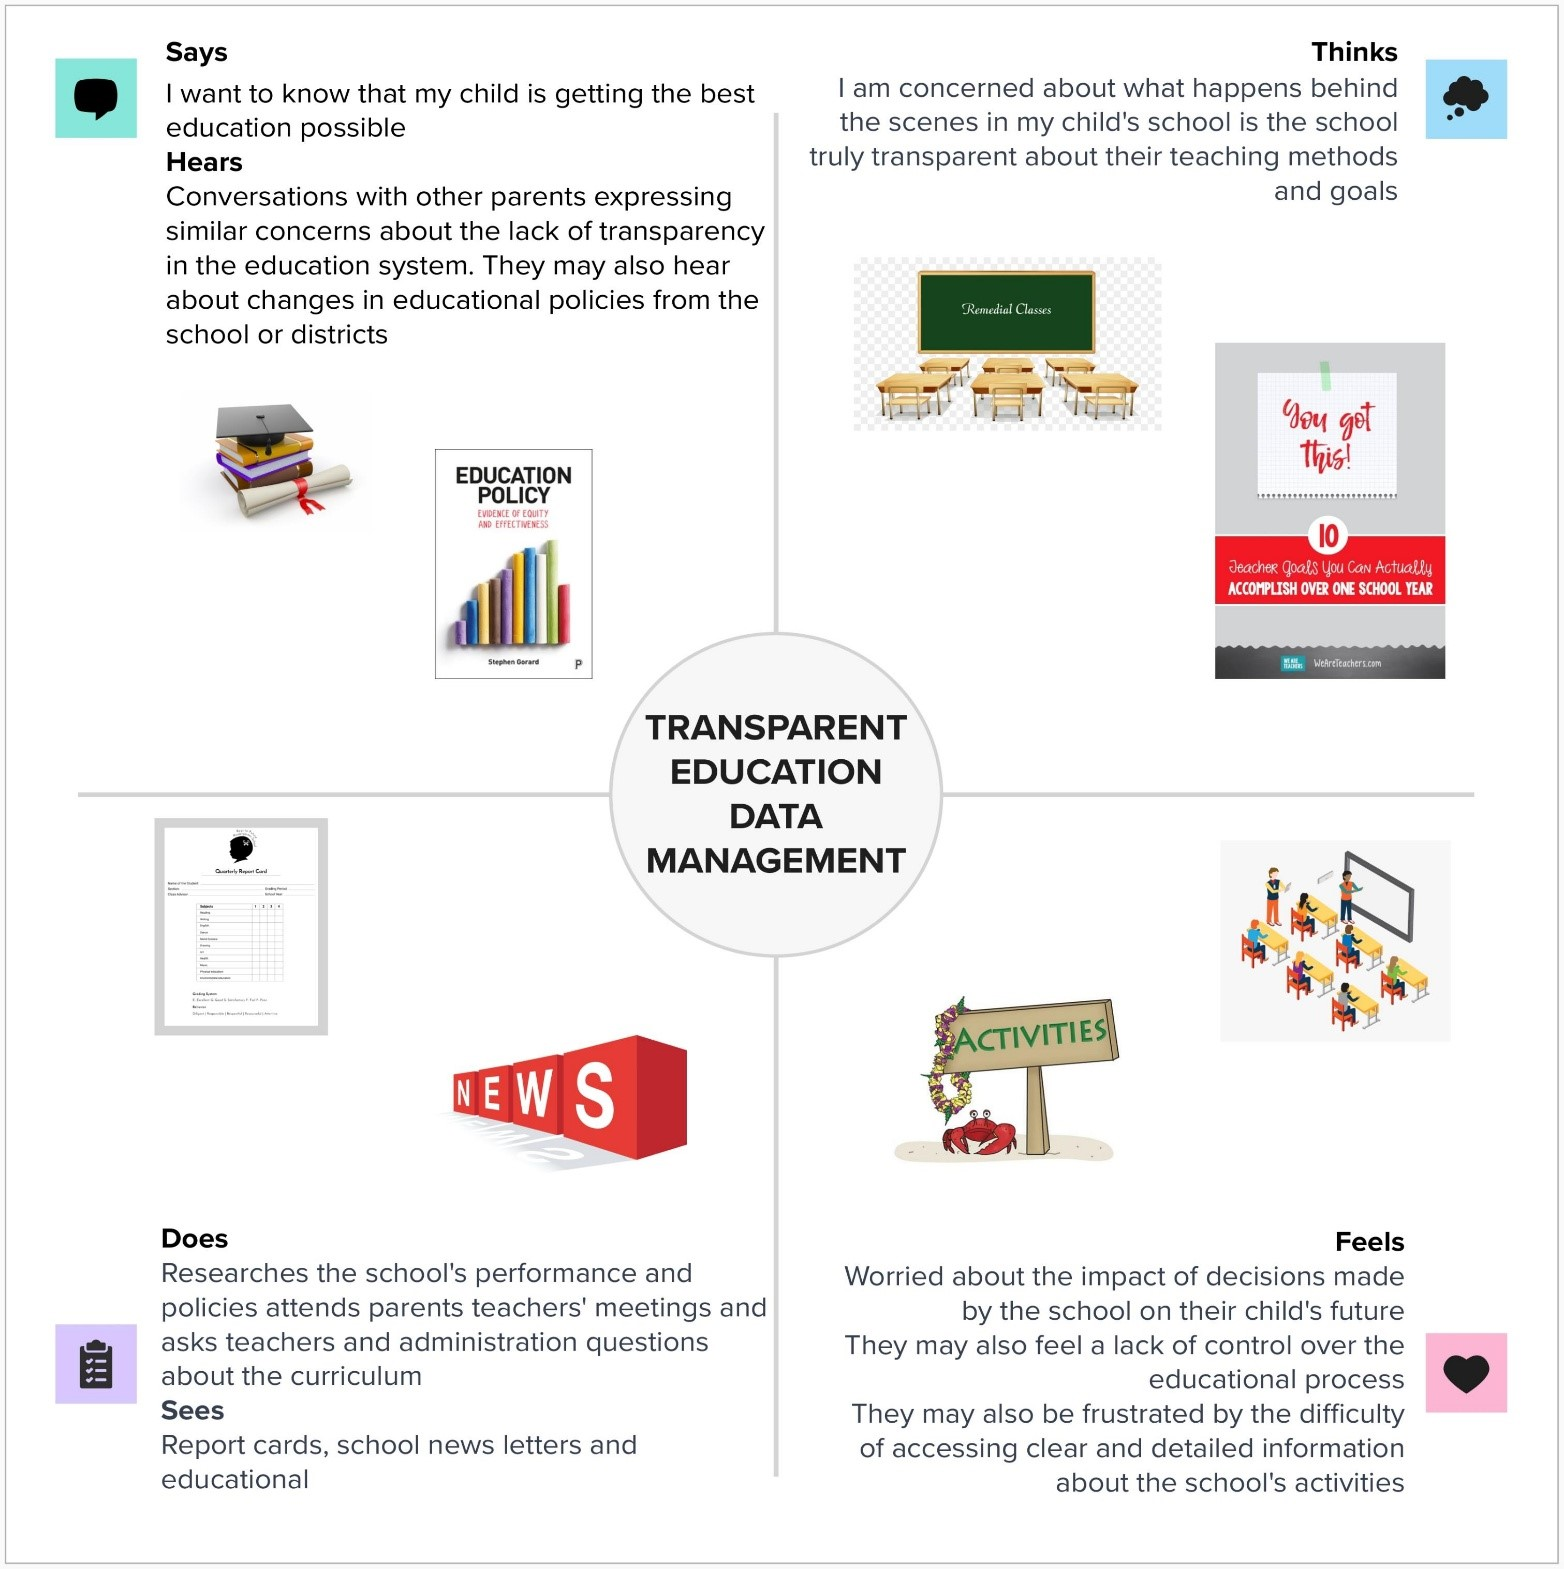 Says
I want to know that my child is getting the best
education possible
Hears
Conversations with other parents expressing
similar concerns about the lack of transparency
in the education system. They may also hear
about changes in educational policies from the
school or districts
Thinks
I am concerned about what happens behind
the scenes in my child's school is the school
truly transparent about their teaching methods
and goals
Remedial Classes
You got
this!
10
Teacher Goals You Can Actually
ACCOMPLISH OVER ONE SCHOOL YEAR
WE ARE
TEACHERS
WeAreTeachers.com
EDUCATION
POLICY
EVIDENCE OF EQUITY
AND EFFECTIVENESS
Stephen Gorard
P
TRANSPARENT
EDUCATION
DATA
MANAGEMENT
Quarterly Report Card
Subjects 1 2 3 4
NEWS
ACTIVITIES
Does
Researches the school's performance and
policies attends parents teachers' meetings and
asks teachers and administration questions
about the curriculum
Sees
Report cards, school news letters and
educational
Feels
Worried about the impact of decisions made
by the school on their child's future
They may also feel a lack of control over the
educational process
They may also be frustrated by the difficulty
of accessing clear and detailed information
about the school's activities